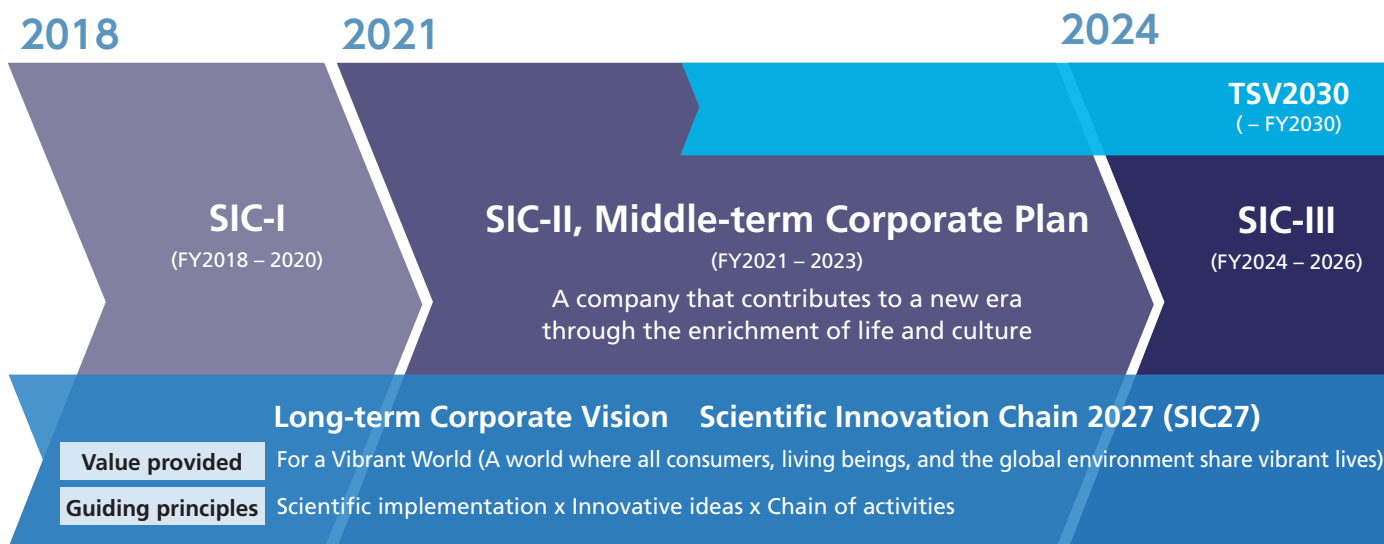 2018
2021
2024
TSV2030
( – FY2030)
SIC-I
(FY2018 – 2020)
SIC-II, Middle-term Corporate Plan
(FY2021 – 2023)
A company that contributes to a new era
through the enrichment of life and culture
SIC-III
(FY2024 – 2026)
Long-term Corporate Vision Scientific Innovation Chain 2027 (SIC27)
Value provided For a Vibrant World (A world where all consumers, living beings, and the global environment share vibrant lives)
Guiding principles Scientific implementation x Innovative ideas x Chain of activities